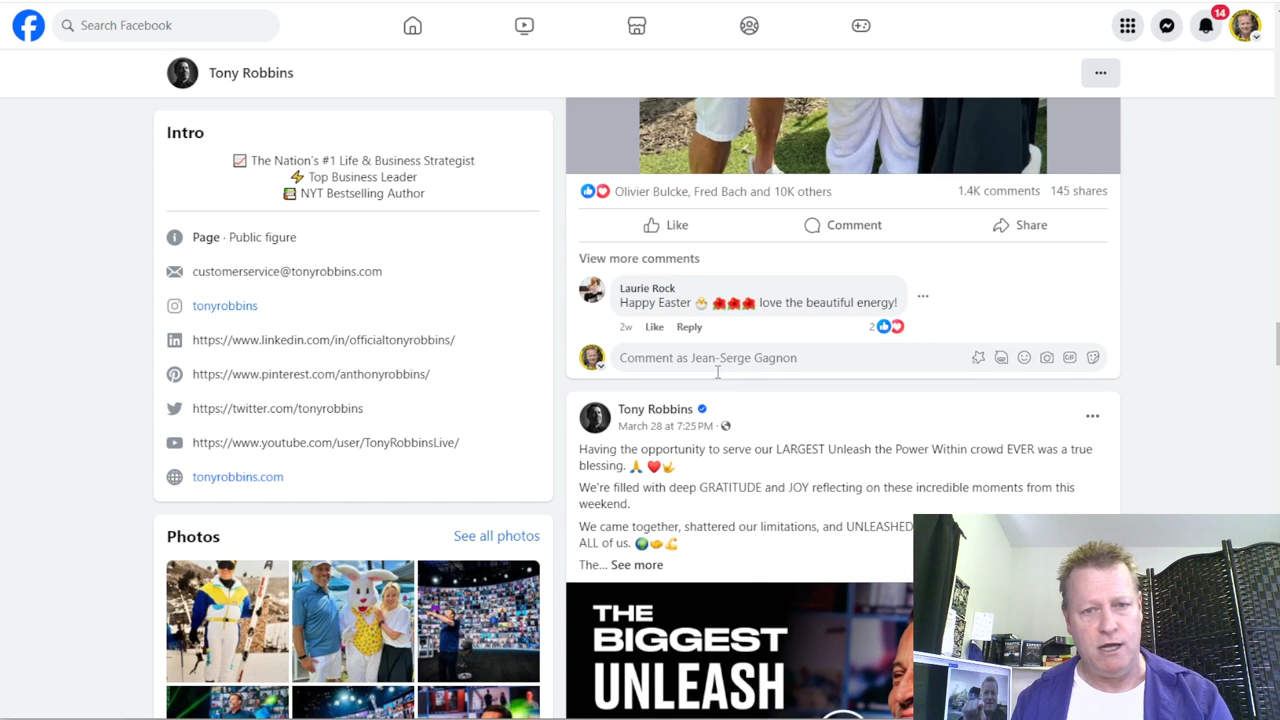 Search Facebook
14
Tony Robbins
Intro
The Nation's #1 Life & Business Strategist
Top Business Leader
NYT Bestselling Author
Page · Public figure
customerservice@tonyrobbins.com
tonyrobbins
https://www.linkedin.com/in/officialtonyrobbins/
https://www.pinterest.com/anthonyrobbins/
https://twitter.com/tonyrobbins
https://www.youtube.com/user/TonyRobbinsLive/
tonyrobbins.com
Photos
See all photos
Olivier Bulcke, Fred Bach and 10K others
1.4K comments 145 shares
Like
Comment
Share
View more comments
Laurie Rock
Happy Easter 🐣 🌺🌺🌺 love the beautiful energy!
2w Like Reply
2
Comment as Jean-Serge Gagnon
GIF
Tony Robbins
March 28 at 7:25 PM ·
Having the opportunity to serve our LARGEST Unleash the Power Within crowd EVER was a true
blessing. 🙏 ❤️🤟
We're filled with deep GRATITUDE and JOY reflecting on these incredible moments from this
weekend.
We came together, shattered our limitations, and UNLEASHED
ALL of us. 🌍🤝💪
The... See more
THE
BIGGEST
UNLEASH